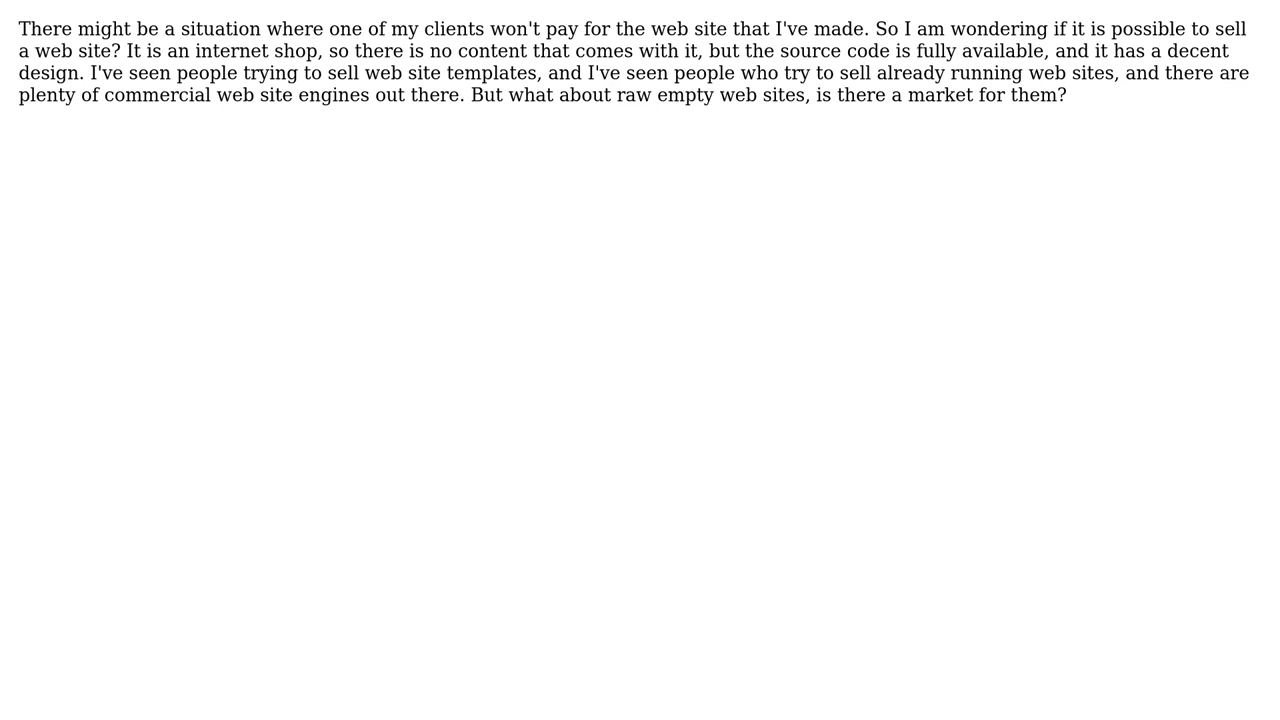 There might be a situation where one of my clients won't pay for the web site that I've made. So I am wondering if it is possible to sell
a web site? It is an internet shop, so there is no content that comes with it, but the source code is fully available, and it has a decent
design. I've seen people trying to sell web site templates, and I've seen people who try to sell already running web sites, and there are
plenty of commercial web site engines out there. But what about raw empty web sites, is there a market for them?